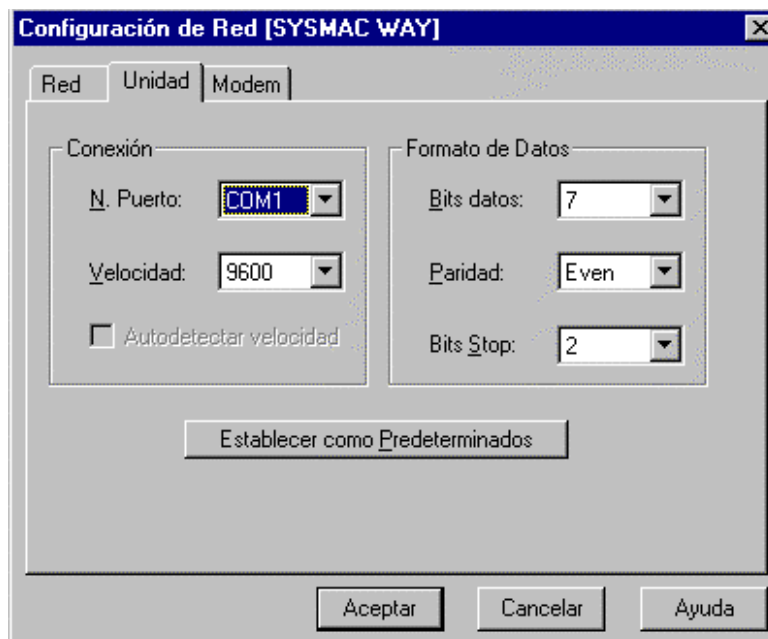 Configuración de Red [SYSMAC WAY]
Red Unidad Modem
Conexión
N. Puerto: COM1
Velocidad: 9600
Autodetectar velocidad
Formato de Datos
Bits datos: 7
Paridad: Even
Bits Stop: 2
Establecer como Predeterminados
Aceptar Cancelar Ayuda